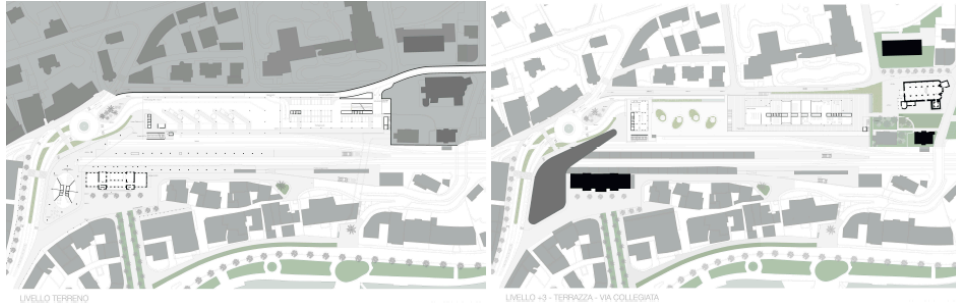 LIVELLO TERRENO
LIVELLO +3 - TERRAZZA - VIA COLLEGIATA